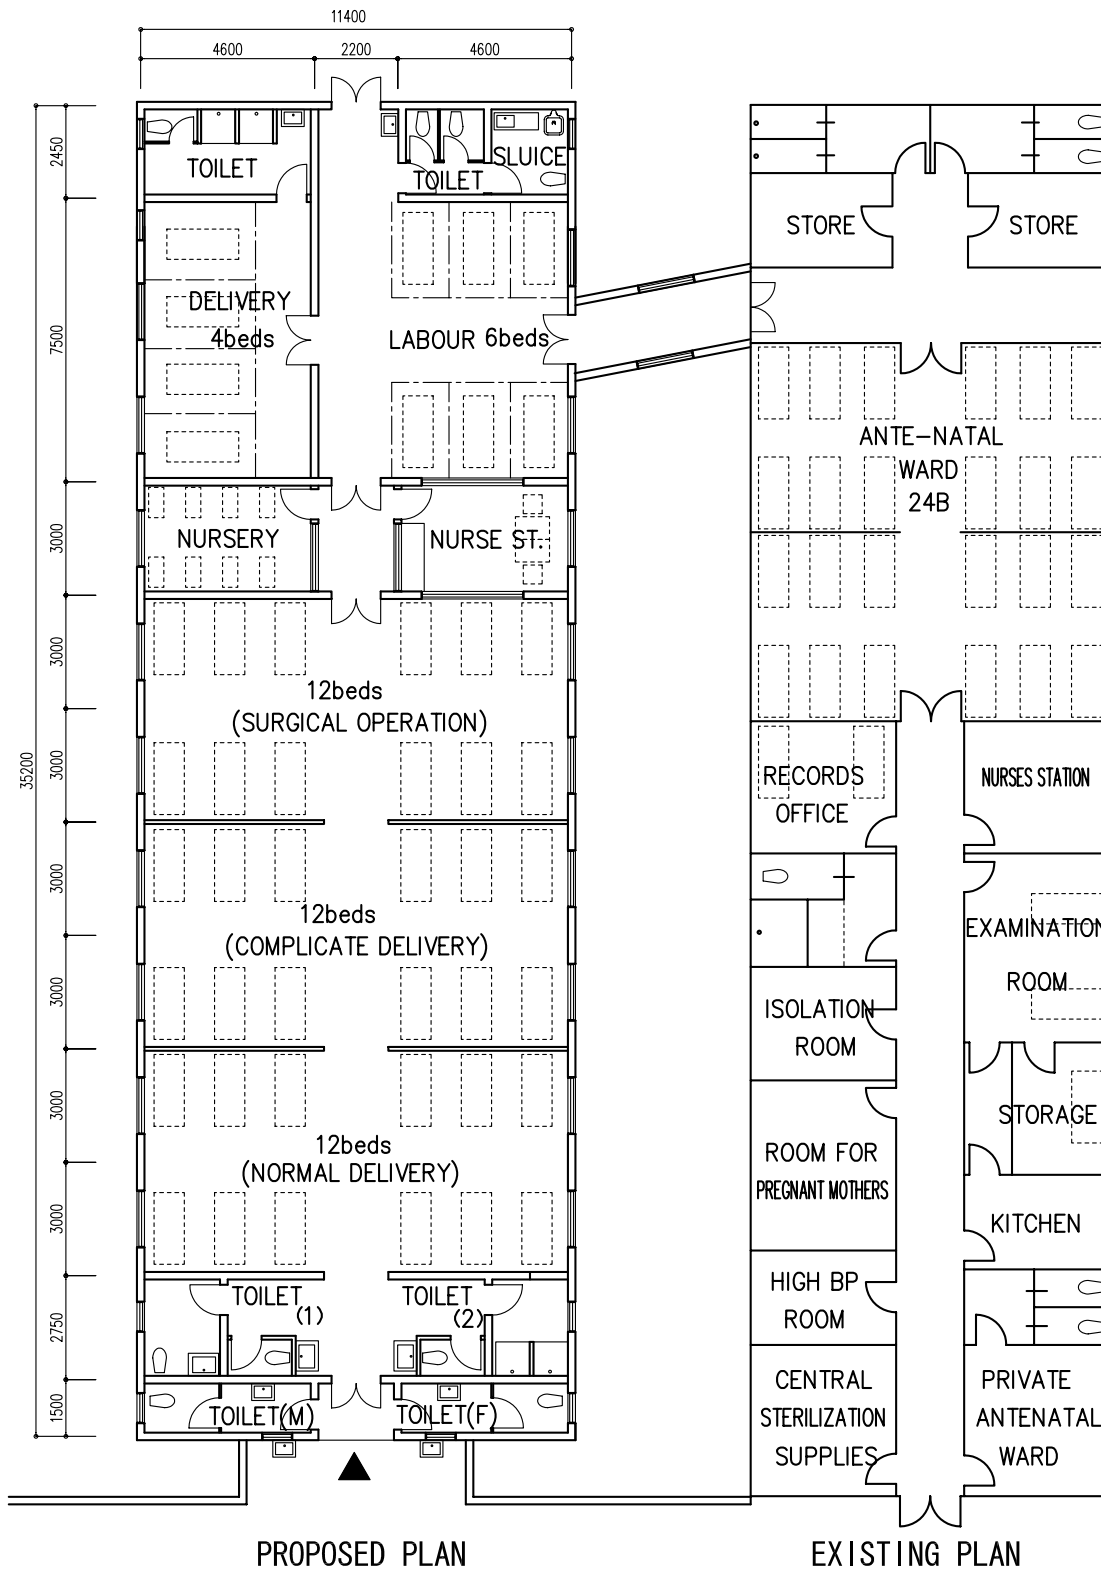 11400
4600
2200
4600
2450
7500
3000
3000
3000
3000
3000
3000
3000
2750
1500
35200
TOILET
TOILET
SLUICE
DELIVERY
4beds
LABOUR 6beds
NURSERY
NURSE ST.
12beds
(SURGICAL OPERATION)
12beds
(COMPLICATE DELIVERY)
12beds
(NORMAL DELIVERY)
TOILET
(1)
TOILET
(2)
TOILET(M)
TOILET(F)
PROPOSED PLAN
STORE
STORE
ANTE-NATAL
WARD
24B
RECORDS
OFFICE
NURSES STATION
EXAMINATION
ROOM
ISOLATION
ROOM
STORAGE
ROOM FOR
PREGNANT MOTHERS
KITCHEN
HIGH BP
ROOM
CENTRAL
STERILIZATION
SUPPLIES
PRIVATE
ANTENATAL
WARD
EXISTING PLAN